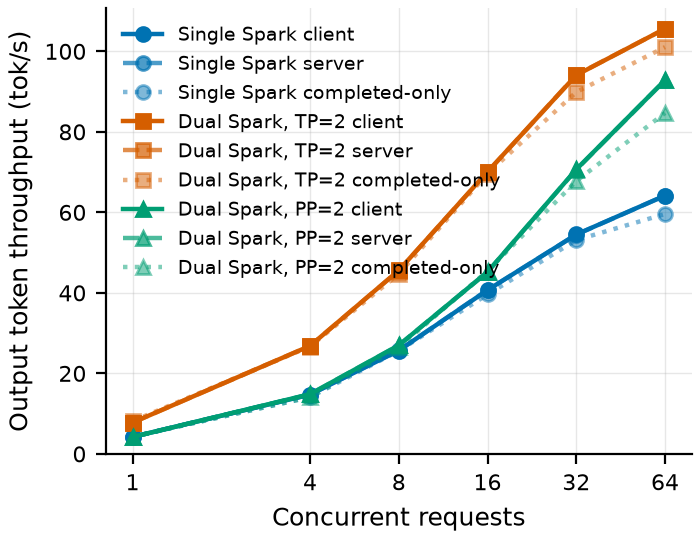 Output token throughput (tok/s)
100
80
60
40
20
0
Single Spark client
Single Spark server
Single Spark completed-only
Dual Spark, TP=2 client
Dual Spark, TP=2 server
Dual Spark, TP=2 completed-only
Dual Spark, PP=2 client
Dual Spark, PP=2 server
Dual Spark, PP=2 completed-only
1 4 8 16 32 64
Concurrent requests